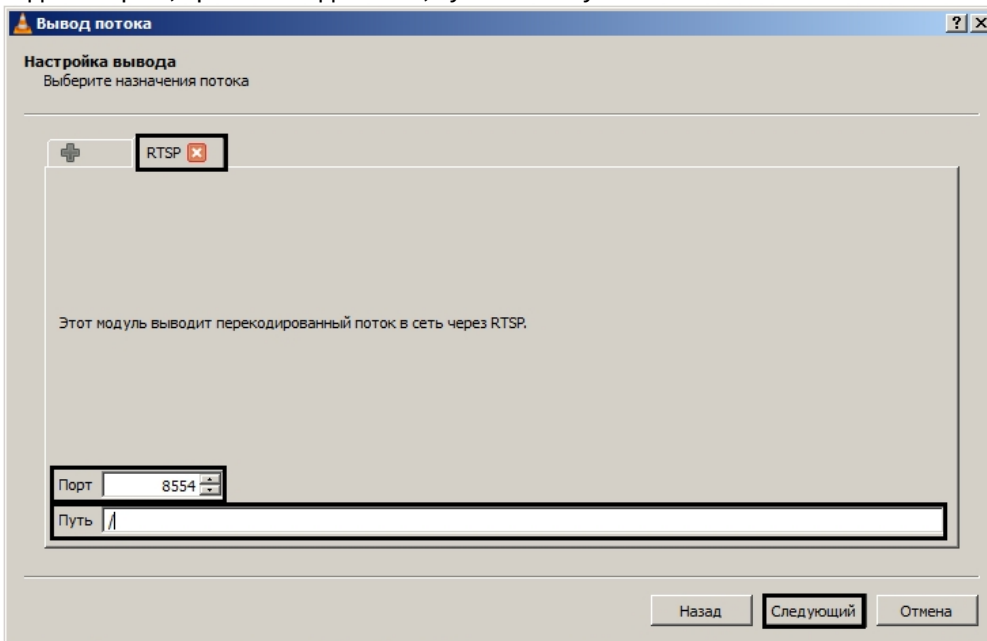 Вывод потока
Настройка вывода
Выберите назначения потока
RTSP
Этот модуль выводит перекодированный поток в сеть через RTSP.
Порт 8554
Путь /
Назад Следующий Отмена